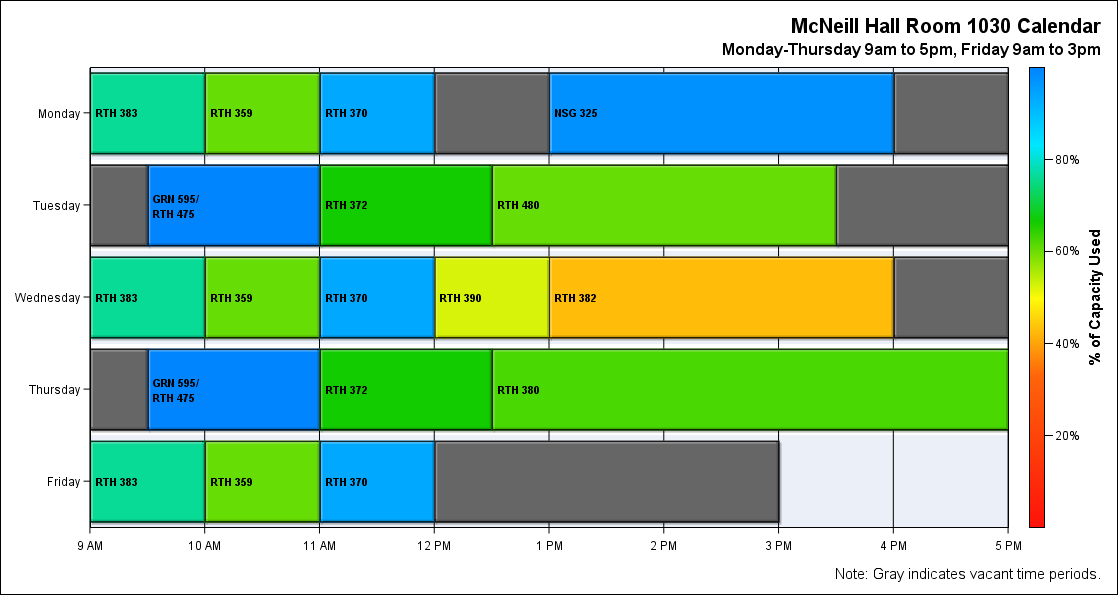 McNeill Hall Room 1030 Calendar
Monday-Thursday 9am to 5pm, Friday 9am to 3pm
Monday
RTH 383
RTH 359
RTH 370
NSG 325
Tuesday
GRN 595/
RTH 475
RTH 372
RTH 480
Wednesday
RTH 383
RTH 359
RTH 370
RTH 390
RTH 382
Thursday
GRN 595/
RTH 475
RTH 372
RTH 380
Friday
RTH 383
RTH 359
RTH 370
9 AM
10 AM
11 AM
12 PM
1 PM
2 PM
3 PM
4 PM
5 PM
80%
60%
40%
20%
% of Capacity Used
Note: Gray indicates vacant time periods.